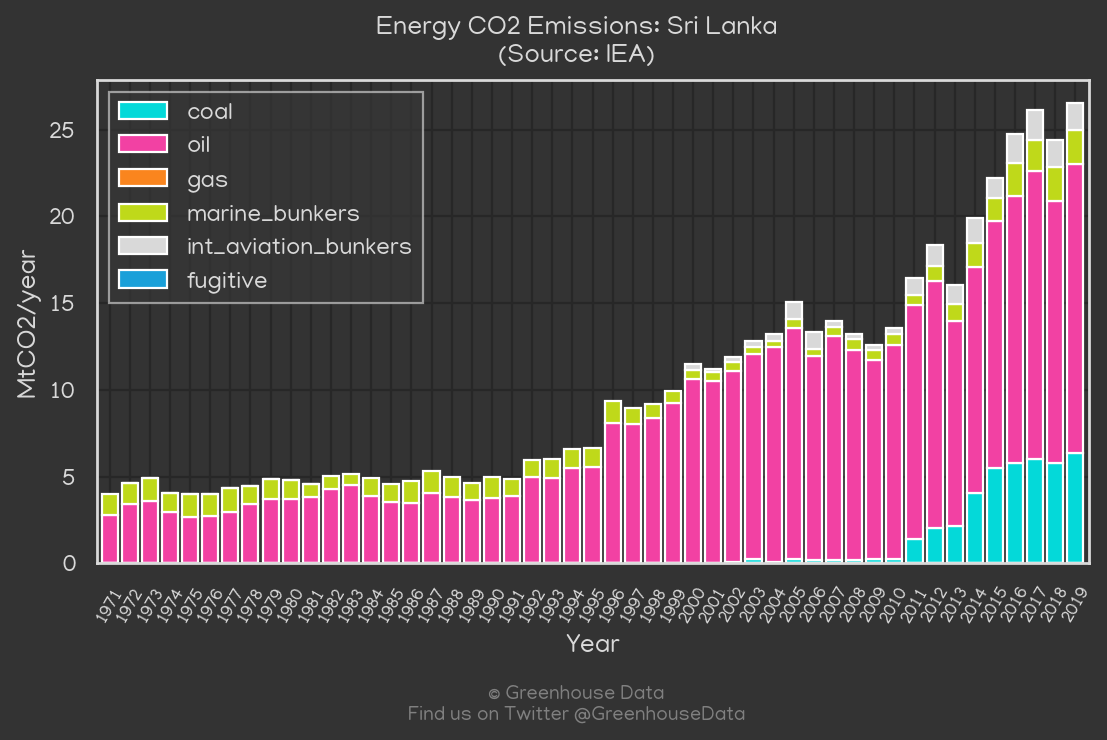 Energy CO2 Emissions: Sri Lanka
(Source: IEA)
coal
oil
gas
marine_bunkers
int_aviation_bunkers
fugitive
MtCO2/year
25
20
15
10
5
0
1971 1972 1973 1974 1975 1976 1977 1978 1979 1980 1981 1982 1983 1984 1985 1986 1987 1988 1989 1990 1991 1992 1993 1994 1995 1996 1997 1998 1999 2000 2001 2002 2003 2004 2005 2006 2007 2008 2009 2010 2011 2012 2013 2014 2015 2016 2017 2018 2019
Year
© Greenhouse Data
Find us on Twitter @GreenhouseData